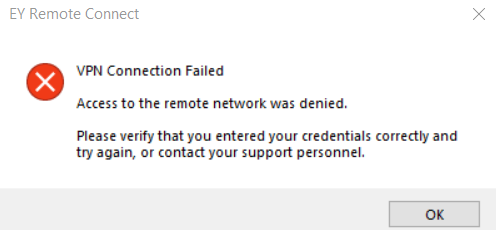 EY Remote Connect
VPN Connection Failed
Access to the remote network was denied.
Please verify that you entered your credentials correctly and
try again, or contact your support personnel.
OK